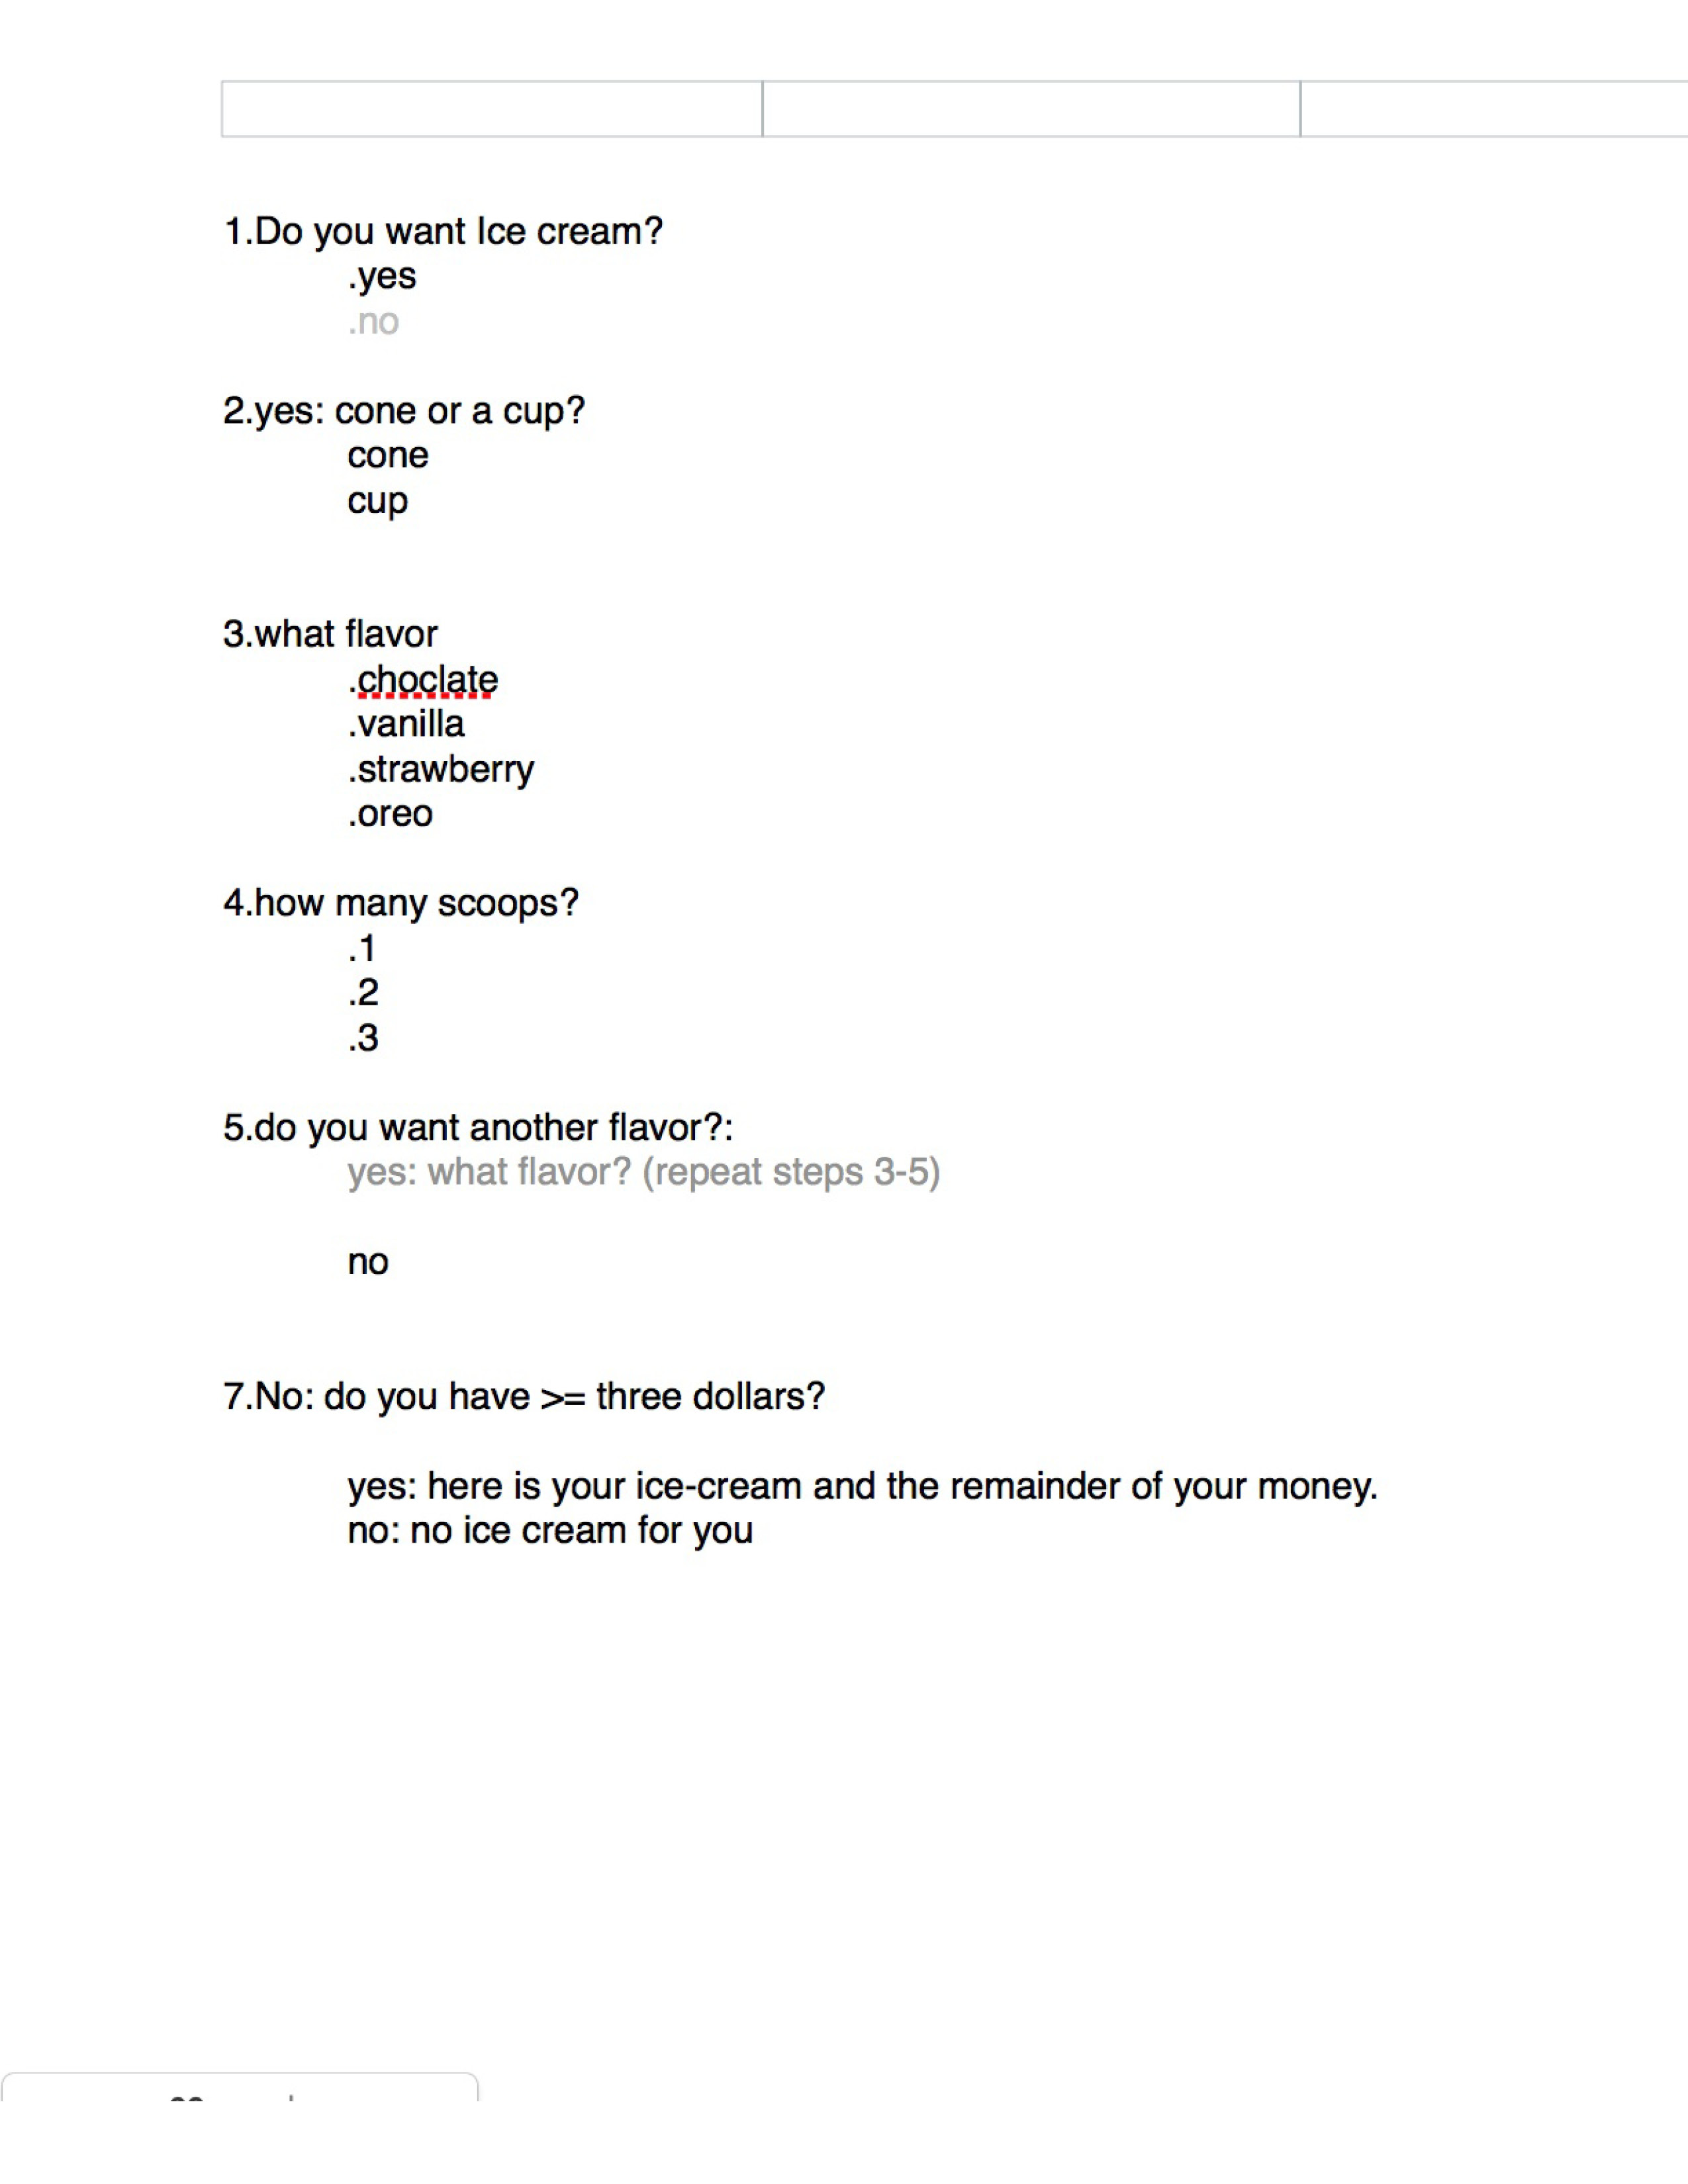 1.Do you want Ice cream?
.yes
.no
2.yes: cone or a cup?
cone
cup
3.what flavor
.choclate
.vanilla
.strawberry
.oreo
4.how many scoops?
.1
.2
.3
5.do you want another flavor?:
yes: what flavor? (repeat steps 3-5)
no
7.No: do you have >= three dollars?
yes: here is your ice-cream and the remainder of your money.
no: no ice cream for you